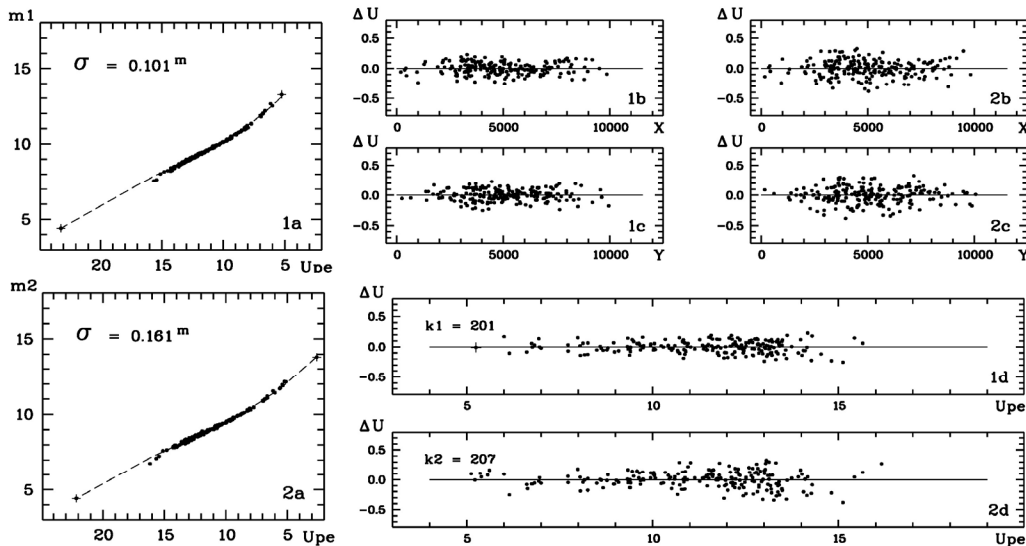 m1
σ = 0.101 m
15
10
5
20 15 10 5 Upe
1a
ΔU
0.5
0.0
−0.5
1b
0 5000 10000 X
ΔU
0.5
0.0
−0.5
2b
0 5000 10000 X
ΔU
0.5
0.0
−0.5
1c
0 5000 10000 Y
ΔU
0.5
0.0
−0.5
2c
0 5000 10000 Y
m2
σ = 0.161 m
15
10
5
20 15 10 5 Upe
2a
ΔU
0.5
0.0
−0.5
k1 = 201
1d
5 10 15 Upe
ΔU
0.5
0.0
−0.5
k2 = 207
2d
5 10 15 Upe